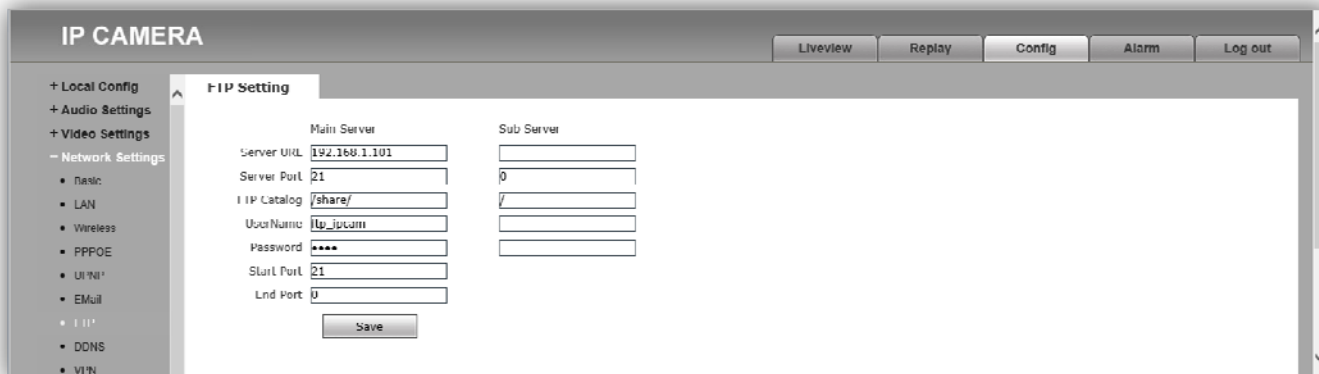 IP CAMERA
Liveview Replay Config Alarm Log out
+ Local Config
+ Audio Settings
+ Video Settings
− Network Settings
• Basic
• LAN
• Wireless
• PPPOE
• UPNP
• EMail
• FTP
• DDNS
• VPN
FTP Setting
Main Server Sub Server
Server URL 192.168.1.101
Server Port 21 0
FTP Catalog /share/ /
UserName ftp_ipcam
Password ••••
Start Port 21
End Port 0
Save